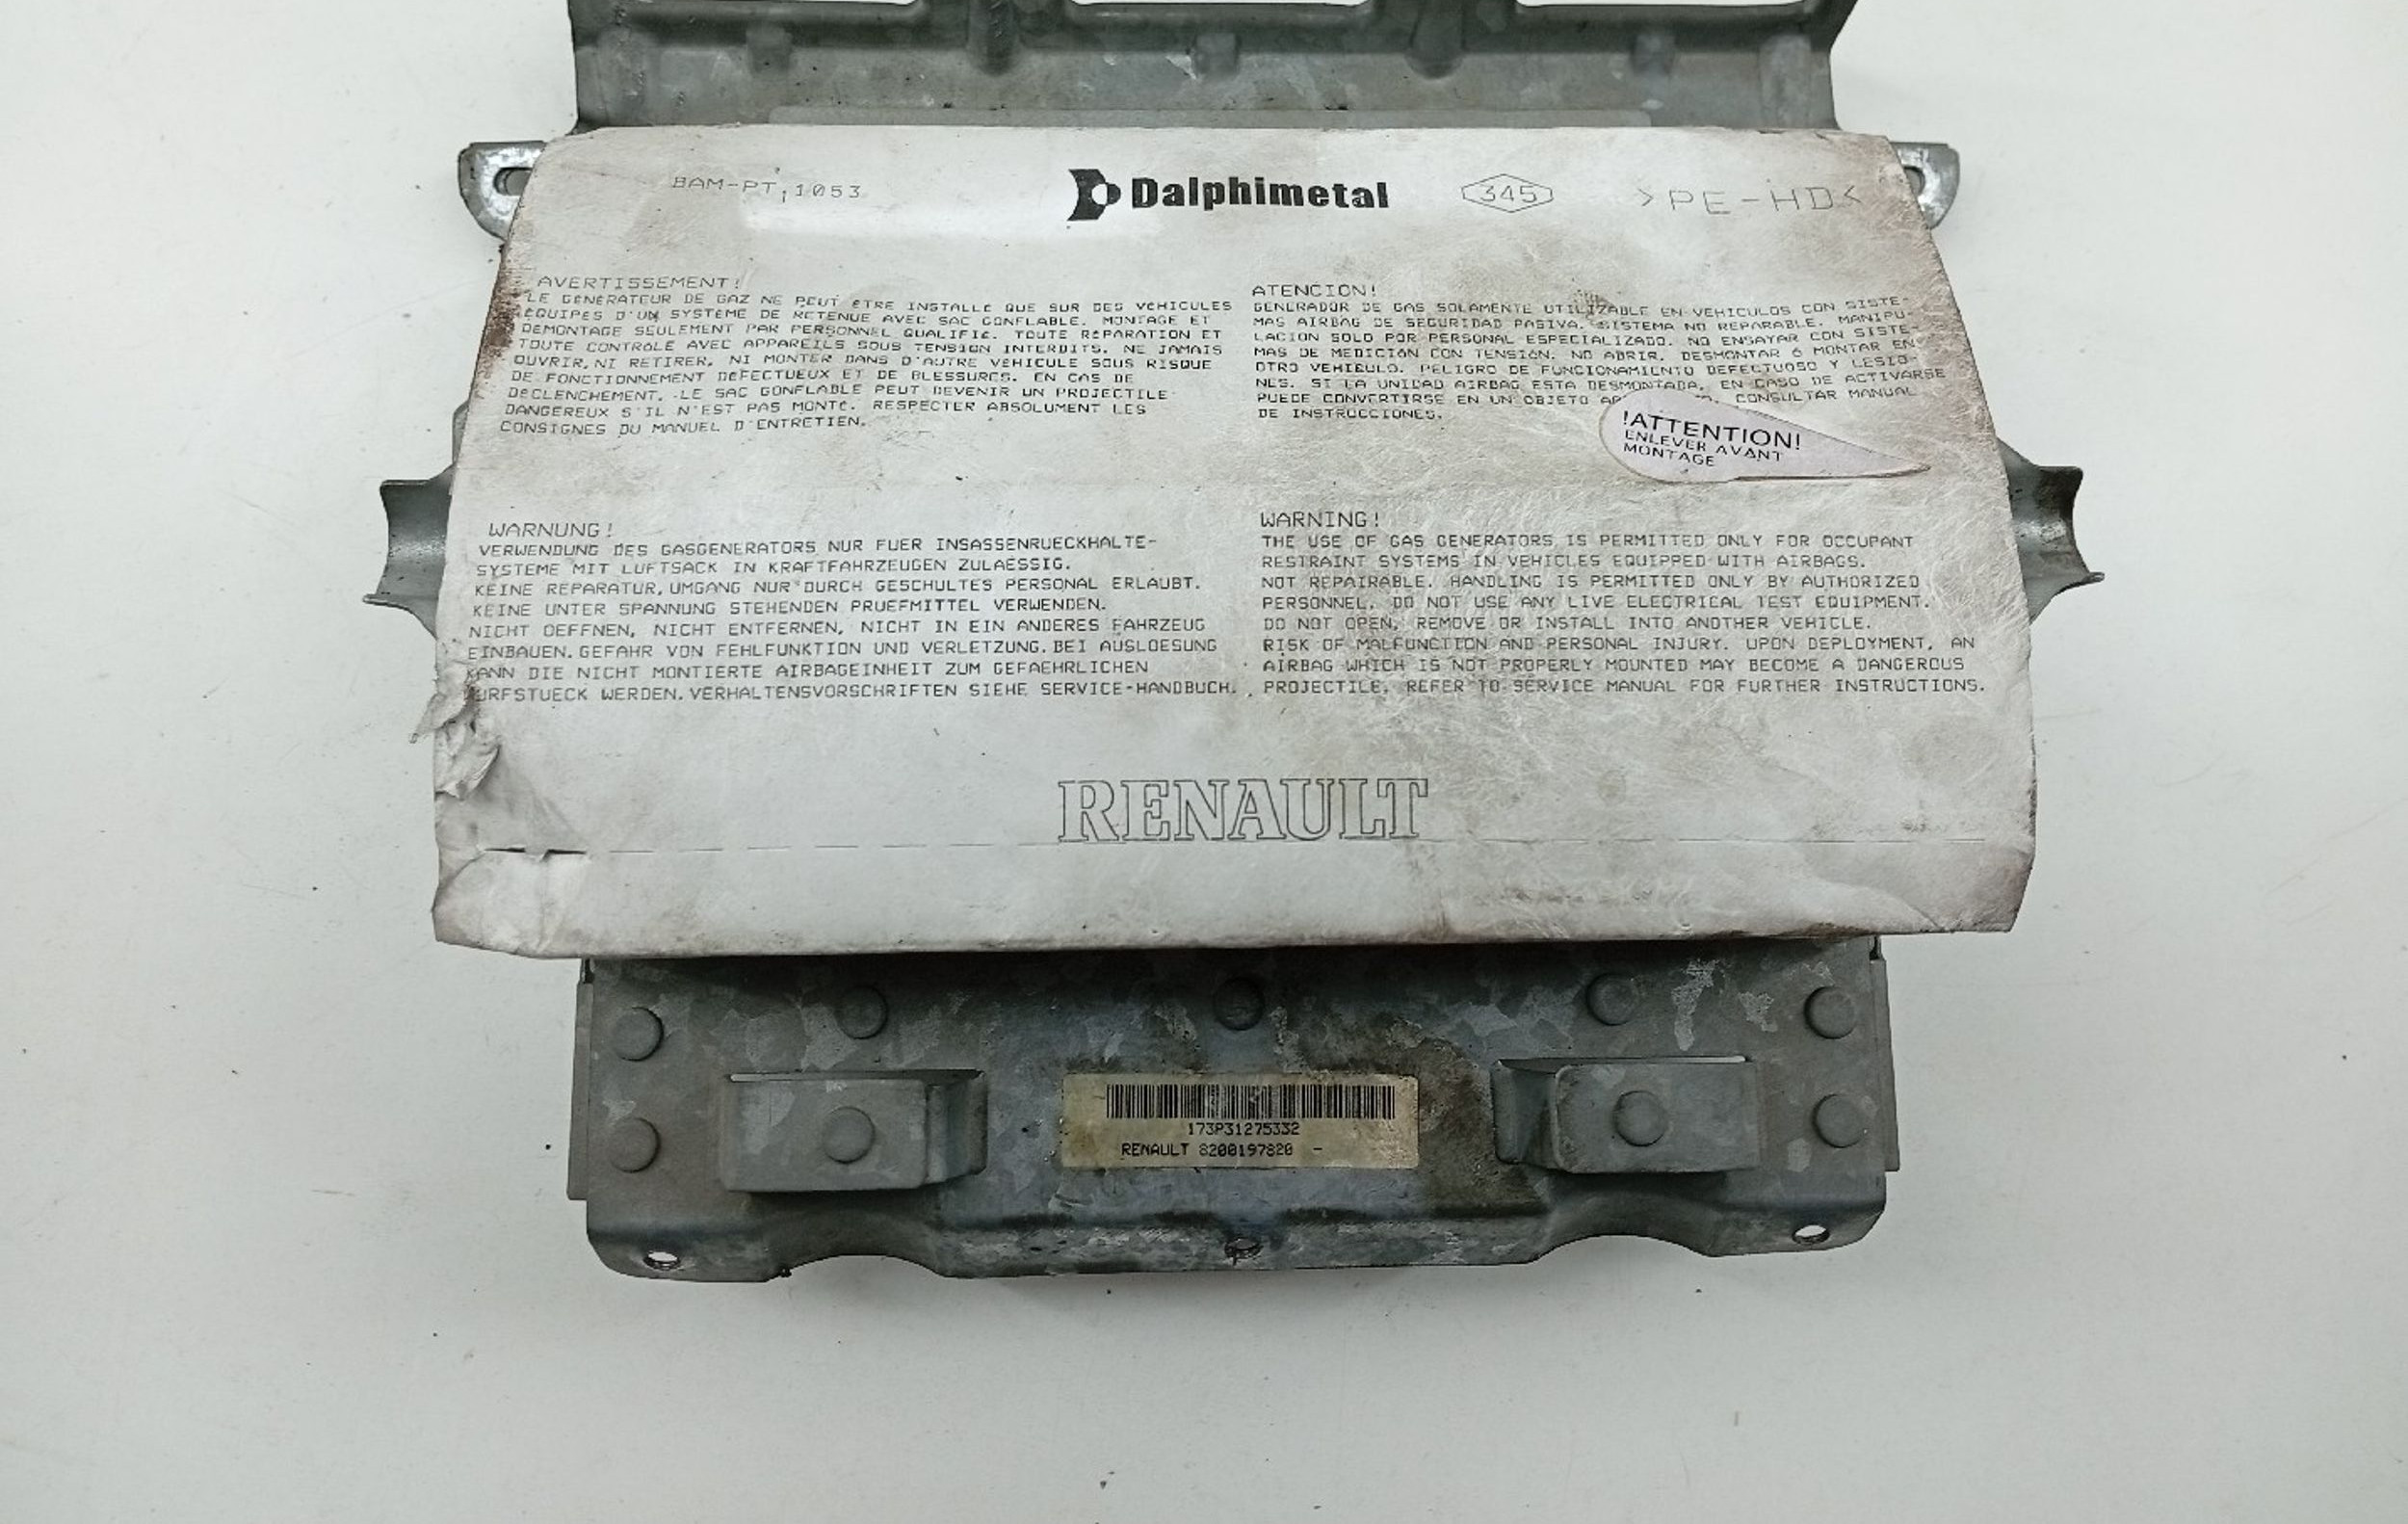 BAM-PT.1053
Dalphimetal
345
>PE-HD<
AVERTISSEMENT!
LE GENERATEUR DE GAZ NE PEUT ETRE INSTALLE QUE SUR DES VEHICULES
EQUIPES D'UN SYSTEME DE RETENUE AVEC SAC GONFLABLE. MONTAGE ET
DEMONTAGE SEULEMENT PAR PERSONNEL QUALIFIE. TOUTE REPARATION ET
TOUTE CONTROLE AVEC APPAREILS SOUS TENSION INTERDITS. NE JAMAIS
OUVRIR, NI RETIRER, NI MONTER DANS D'AUTRE VEHICULE SOUS RISQUE
DE FONCTIONNEMENT DEFECTUEUX ET DE BLESSURES. EN CAS DE
DECLENCHEMENT. LE SAC GONFLABLE PEUT DEVENIR UN PROJECTILE
DANGEREUX S'IL N'EST PAS MONTE. RESPECTER ABSOLUMENT LES
CONSIGNES DU MANUEL D'ENTRETIEN.
ATENCION!
GENERADOR DE GAS SOLAMENTE UTILIZABLE EN VEHICULOS CON SISTE-
MAS AIRBAG DE SEGURIDAD PASIVA. SISTEMA NO REPARABLE. MANIPU-
LACION SOLO POR PERSONAL ESPECIALIZADO. NO ENSAYAR CON SISTE-
MAS DE MEDICION CON TENSION. NO ABRIR. DESMONTAR O MONTAR EN
OTRO VEHIEULO. PELIGRO DE FUNCIONAMIENTO DEFECTUOSO Y LESIO-
NES. SI LA UNIDAD AIRBAG ESTA DESMONTADA, EN CASO DE ACTIVARSE
PUEDE CONVERTIRSE EN UN OBJETO CONSULTAR MANUAL
DE INSTRUCCIONES.
!ATTENTION!
ENLEVER AVANT
MONTAGE
WARNUNG!
VERWENDUNG DES GASGENERATORS NUR FUER INSASSENRUECKHALTE-
SYSTEME MIT LUFTSACK IN KRAFTFAHRZEUGEN ZULAESSIG.
KEINE REPARATUR, UMGANG NUR DURCH GESCHULTES PERSONAL ERLAUBT.
KEINE UNTER SPANNUNG STEHENDEN PRUEFMITTEL VERWENDEN.
NICHT OEFFNEN, NICHT ENTFERNEN, NICHT IN EIN ANDERES FAHRZEUG
EINBAUEN. GEFAHR VON FEHLFUNKTION UND VERLETZUNG. BEI AUSLOESUNG
KANN DIE NICHT MONTIERTE AIRBAGEINHEIT ZUM GEFAEHRLICHEN
WURFSTUECK WERDEN. VERHALTENSVORSCHRIFTEN SIEHE SERVICE-HANDBUCH.
WARNING!
THE USE OF GAS GENERATORS IS PERMITTED ONLY FOR OCCUPANT
RESTRAINT SYSTEMS IN VEHICLES EQUIPPED WITH AIRBAGS.
NOT REPAIRABLE. HANDLING IS PERMITTED ONLY BY AUTHORIZED
PERSONNEL. DO NOT USE ANY LIVE ELECTRICAL TEST EQUIPMENT.
DO NOT OPEN, REMOVE OR INSTALL INTO ANOTHER VEHICLE.
RISK OF MALFUNCTION AND PERSONAL INJURY. UPON DEPLOYMENT, AN
AIRBAG WHICH IS NOT PROPERLY MOUNTED MAY BECOME A DANGEROUS
PROJECTILE. REFER TO SERVICE MANUAL FOR FURTHER INSTRUCTIONS.
RENAULT
173P31275332
RENAULT 8200197820 -